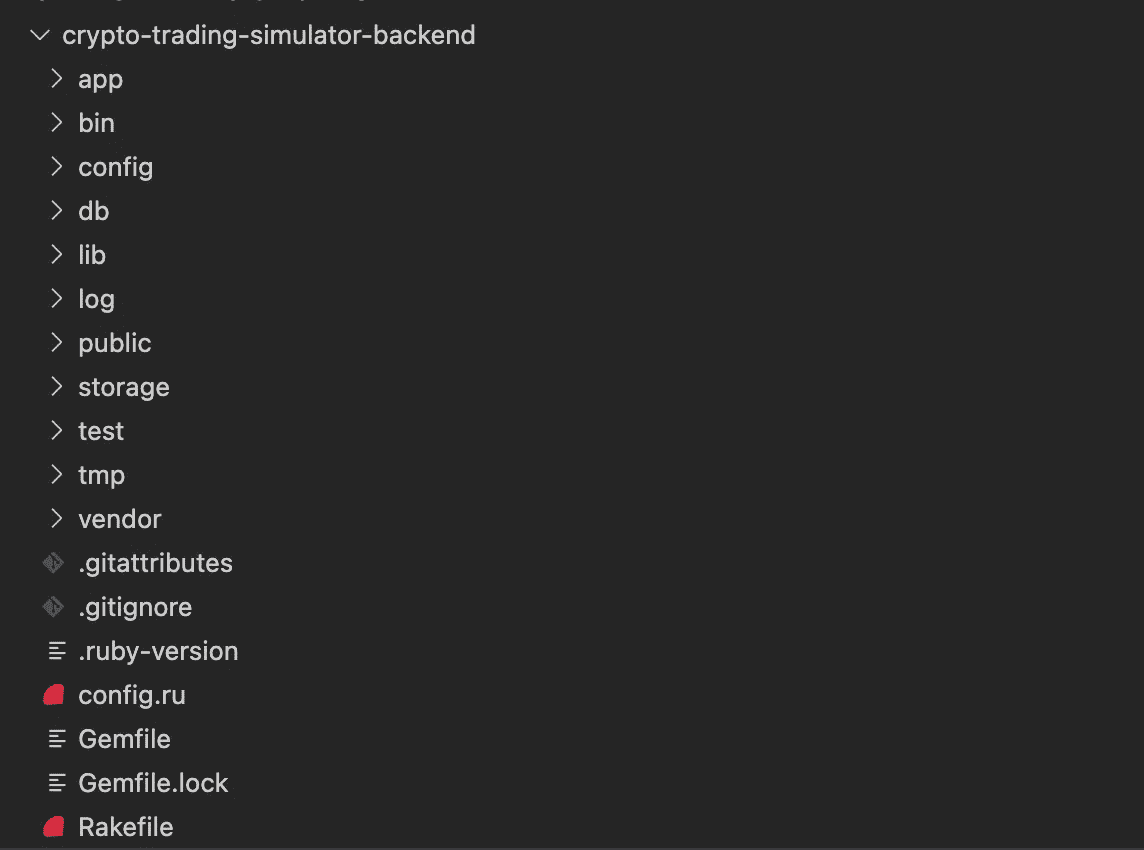 crypto-trading-simulator-backend
app
bin
config
db
lib
log
public
storage
test
tmp
vendor
.gitattributes
.gitignore
.ruby-version
config.ru
Gemfile
Gemfile.lock
Rakefile